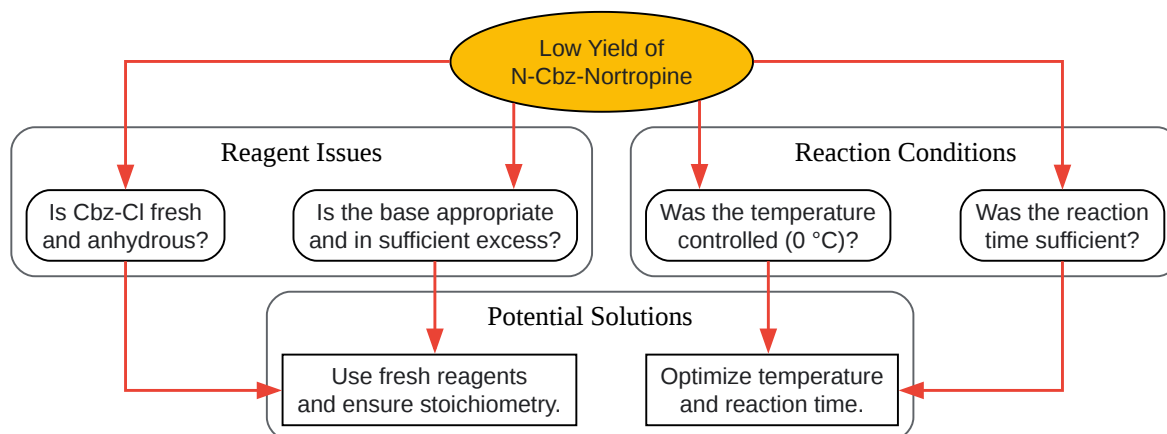 Low Yield of
N-Cbz-Nortropine
Reagent Issues
Reaction Conditions
Is Cbz-Cl fresh
and anhydrous?
Is the base appropriate
and in sufficient excess?
Was the temperature
controlled (0 °C)?
Was the reaction
time sufficient?
Potential Solutions
Use fresh reagents
and ensure stoichiometry.
Optimize temperature
and reaction time.